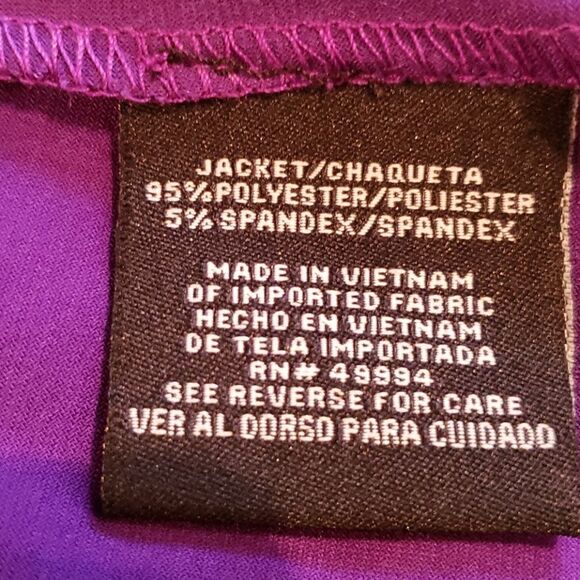 JACKET/CHAQUETA
95%POLYESTER/POLIESTER
5% SPANDEX/SPANDEX
MADE IN VIETNAM
OF IMPORTED FABRIC
HECHO EN VIETNAM
DE TELA IMPORTADA
RN# 49994
SEE REVERSE FOR CARE
VER AL DORSO PARA CUIDADO